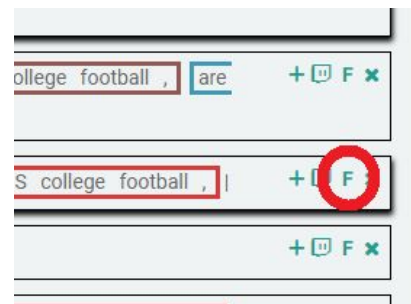 ollege football , are + F ×
S college football , | + F
+ F ×